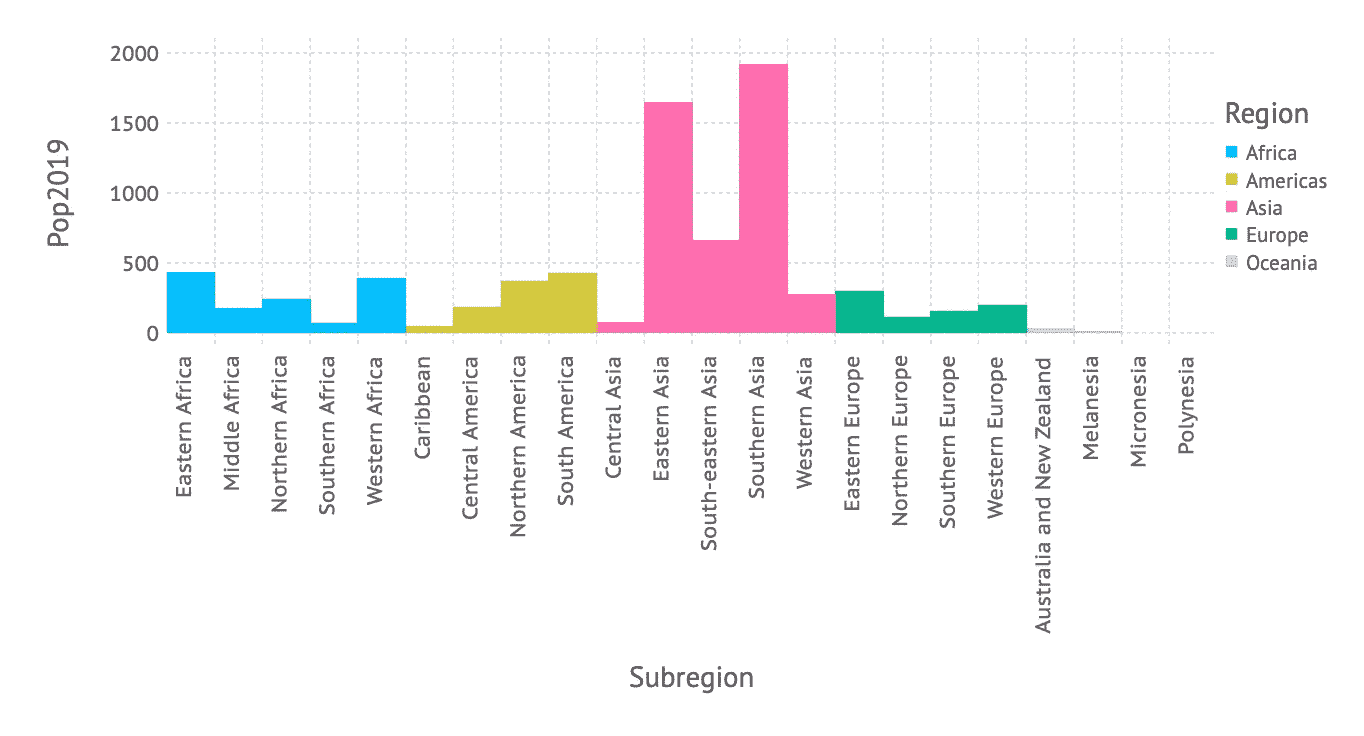 2000
1500
1000
500
0
Pop2019
Eastern Africa
Middle Africa
Northern Africa
Southern Africa
Western Africa
Caribbean
Central America
Northern America
South America
Central Asia
Eastern Asia
South-eastern Asia
Southern Asia
Western Asia
Eastern Europe
Northern Europe
Southern Europe
Western Europe
Australia and New Zealand
Melanesia
Micronesia
Polynesia
Subregion
Region
Africa
Americas
Asia
Europe
Oceania